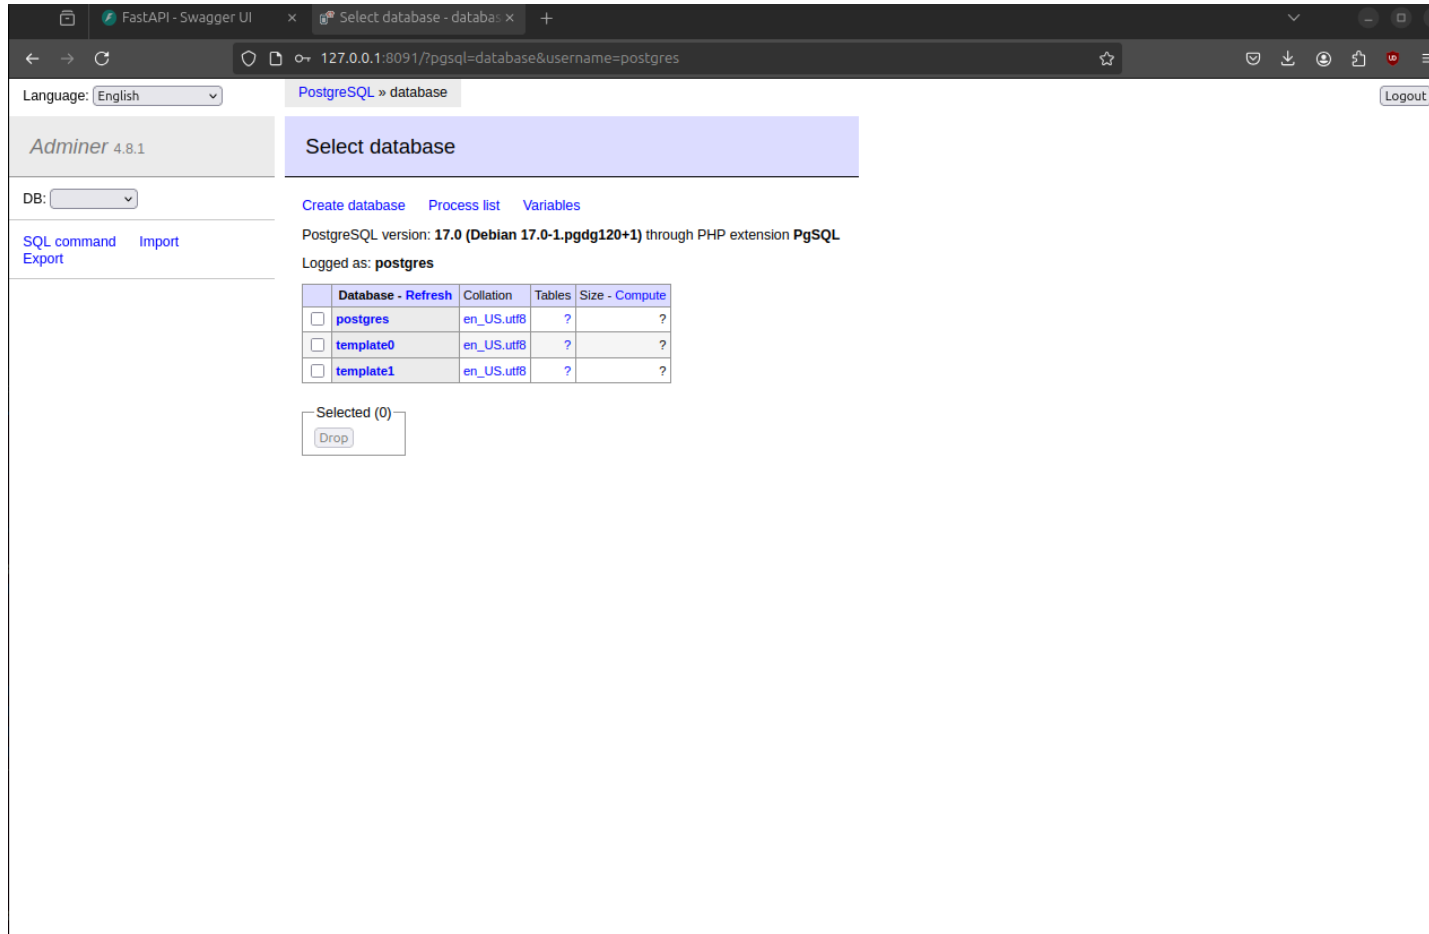 FastAPI - Swagger UI
Select database - databas
127.0.0.1:8091/?pgsql=database&username=postgres
Language: English
PostgreSQL » database
Logout
Adminer 4.8.1
Select database
DB:
SQL command Import
Export
Create database Process list Variables
PostgreSQL version: 17.0 (Debian 17.0-1.pgdg120+1) through PHP extension PgSQL
Logged as: postgres
Database - Refresh Collation Tables Size - Compute
postgres en_US.utf8 ? ?
template0 en_US.utf8 ? ?
template1 en_US.utf8 ? ?
Selected (0)
Drop